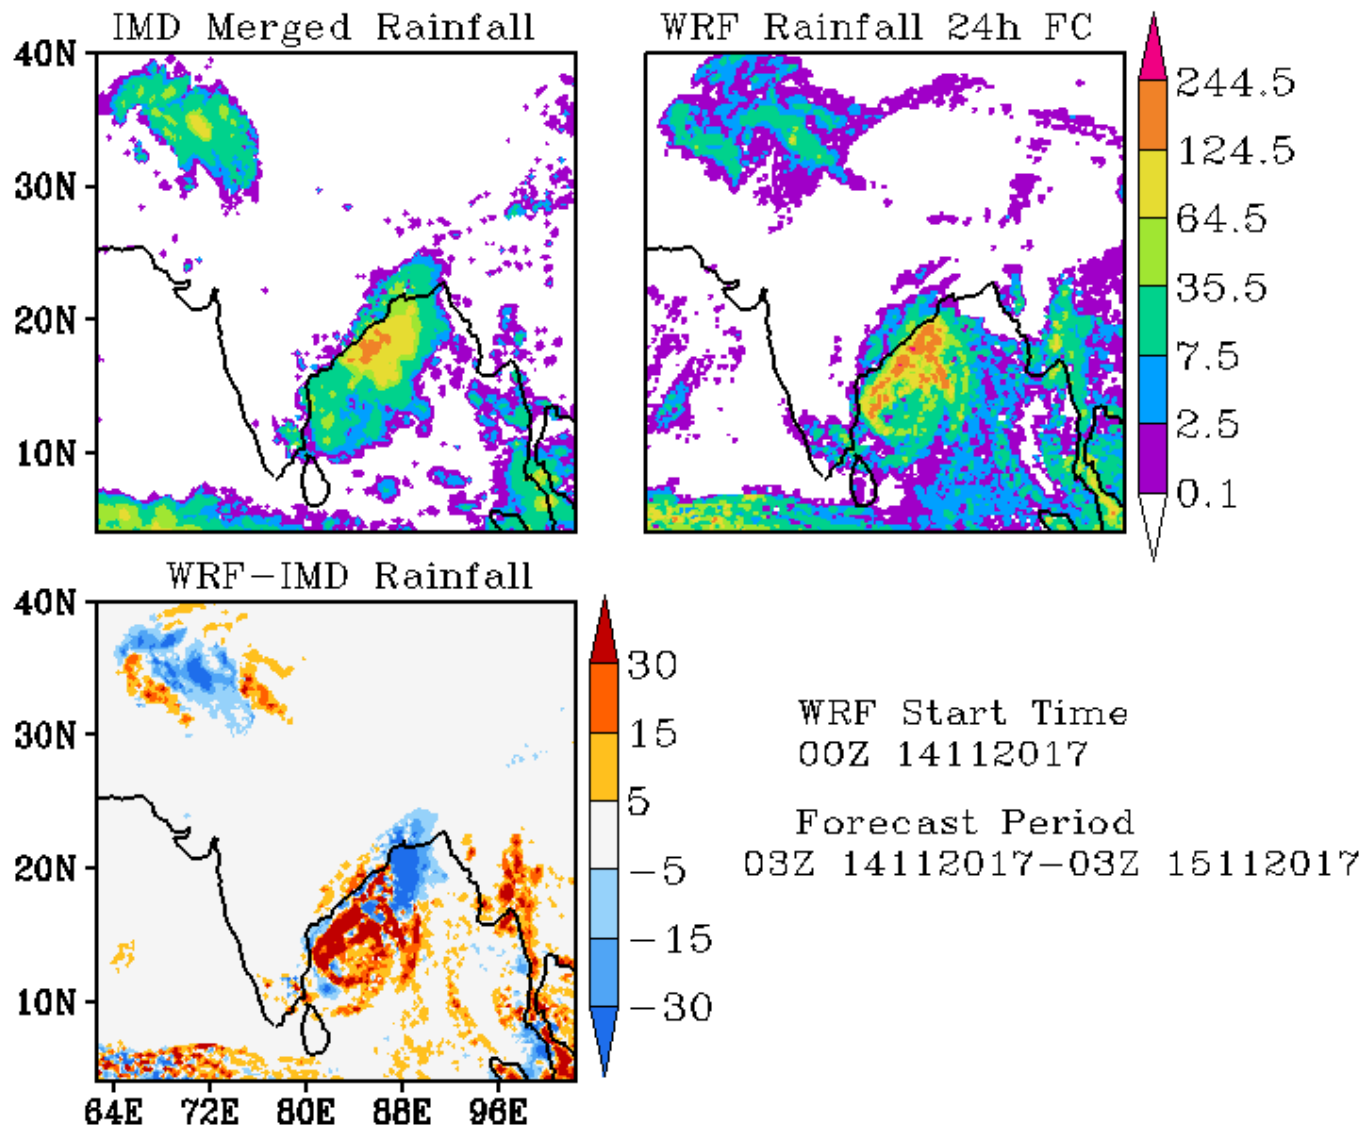 IMD Merged Rainfall
WRF Rainfall 24h FC
40N
30N
20N
10N
244.5
124.5
64.5
35.5
7.5
2.5
0.1
WRF-IMD Rainfall
40N
30N
20N
10N
64E 72E 80E 88E 96E
30
15
5
-5
-15
-30
WRF Start Time
00Z 14112017
Forecast Period
03Z 14112017-03Z 15112017